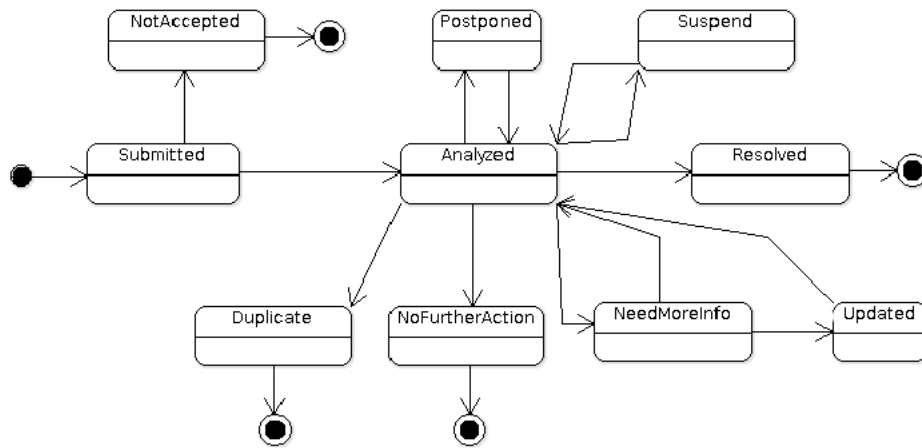 NotAccepted
Postponed
Suspend
Submitted
Analyzed
Resolved
Duplicate
NoFurtherAction
NeedMoreInfo
Updated